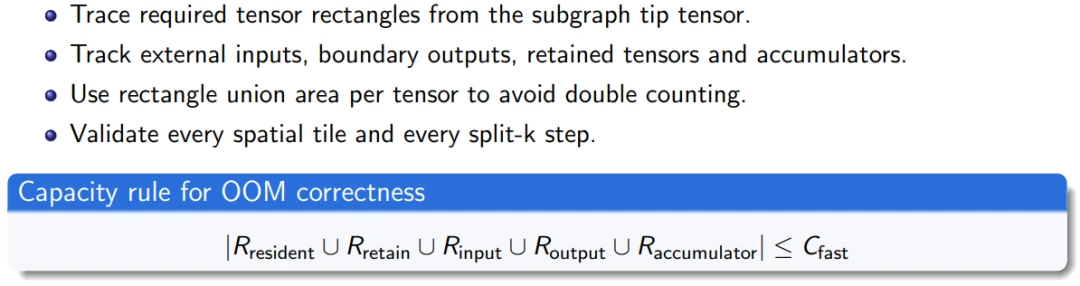 Trace required tensor rectangles from the subgraph tip tensor.
Track external inputs, boundary outputs, retained tensors and accumulators.
Use rectangle union area per tensor to avoid double counting.
Validate every spatial tile and every split-k step.
Capacity rule for OOM correctness
|R_resident ∪ R_retain ∪ R_input ∪ R_output ∪ R_accumulator| ≤ C_fast